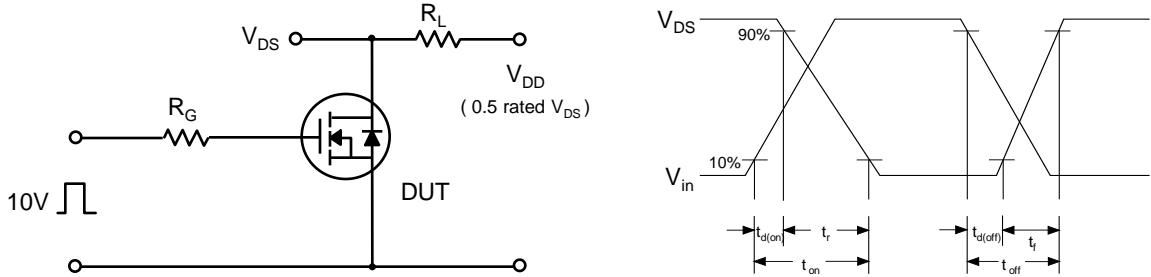 V_DS
R_L
V_DD
( 0.5 rated V_DS )
R_G
DUT
10V
V_DS
90%
10%
V_in
t_d(on)
t_r
t_on
t_d(off)
t_f
t_off